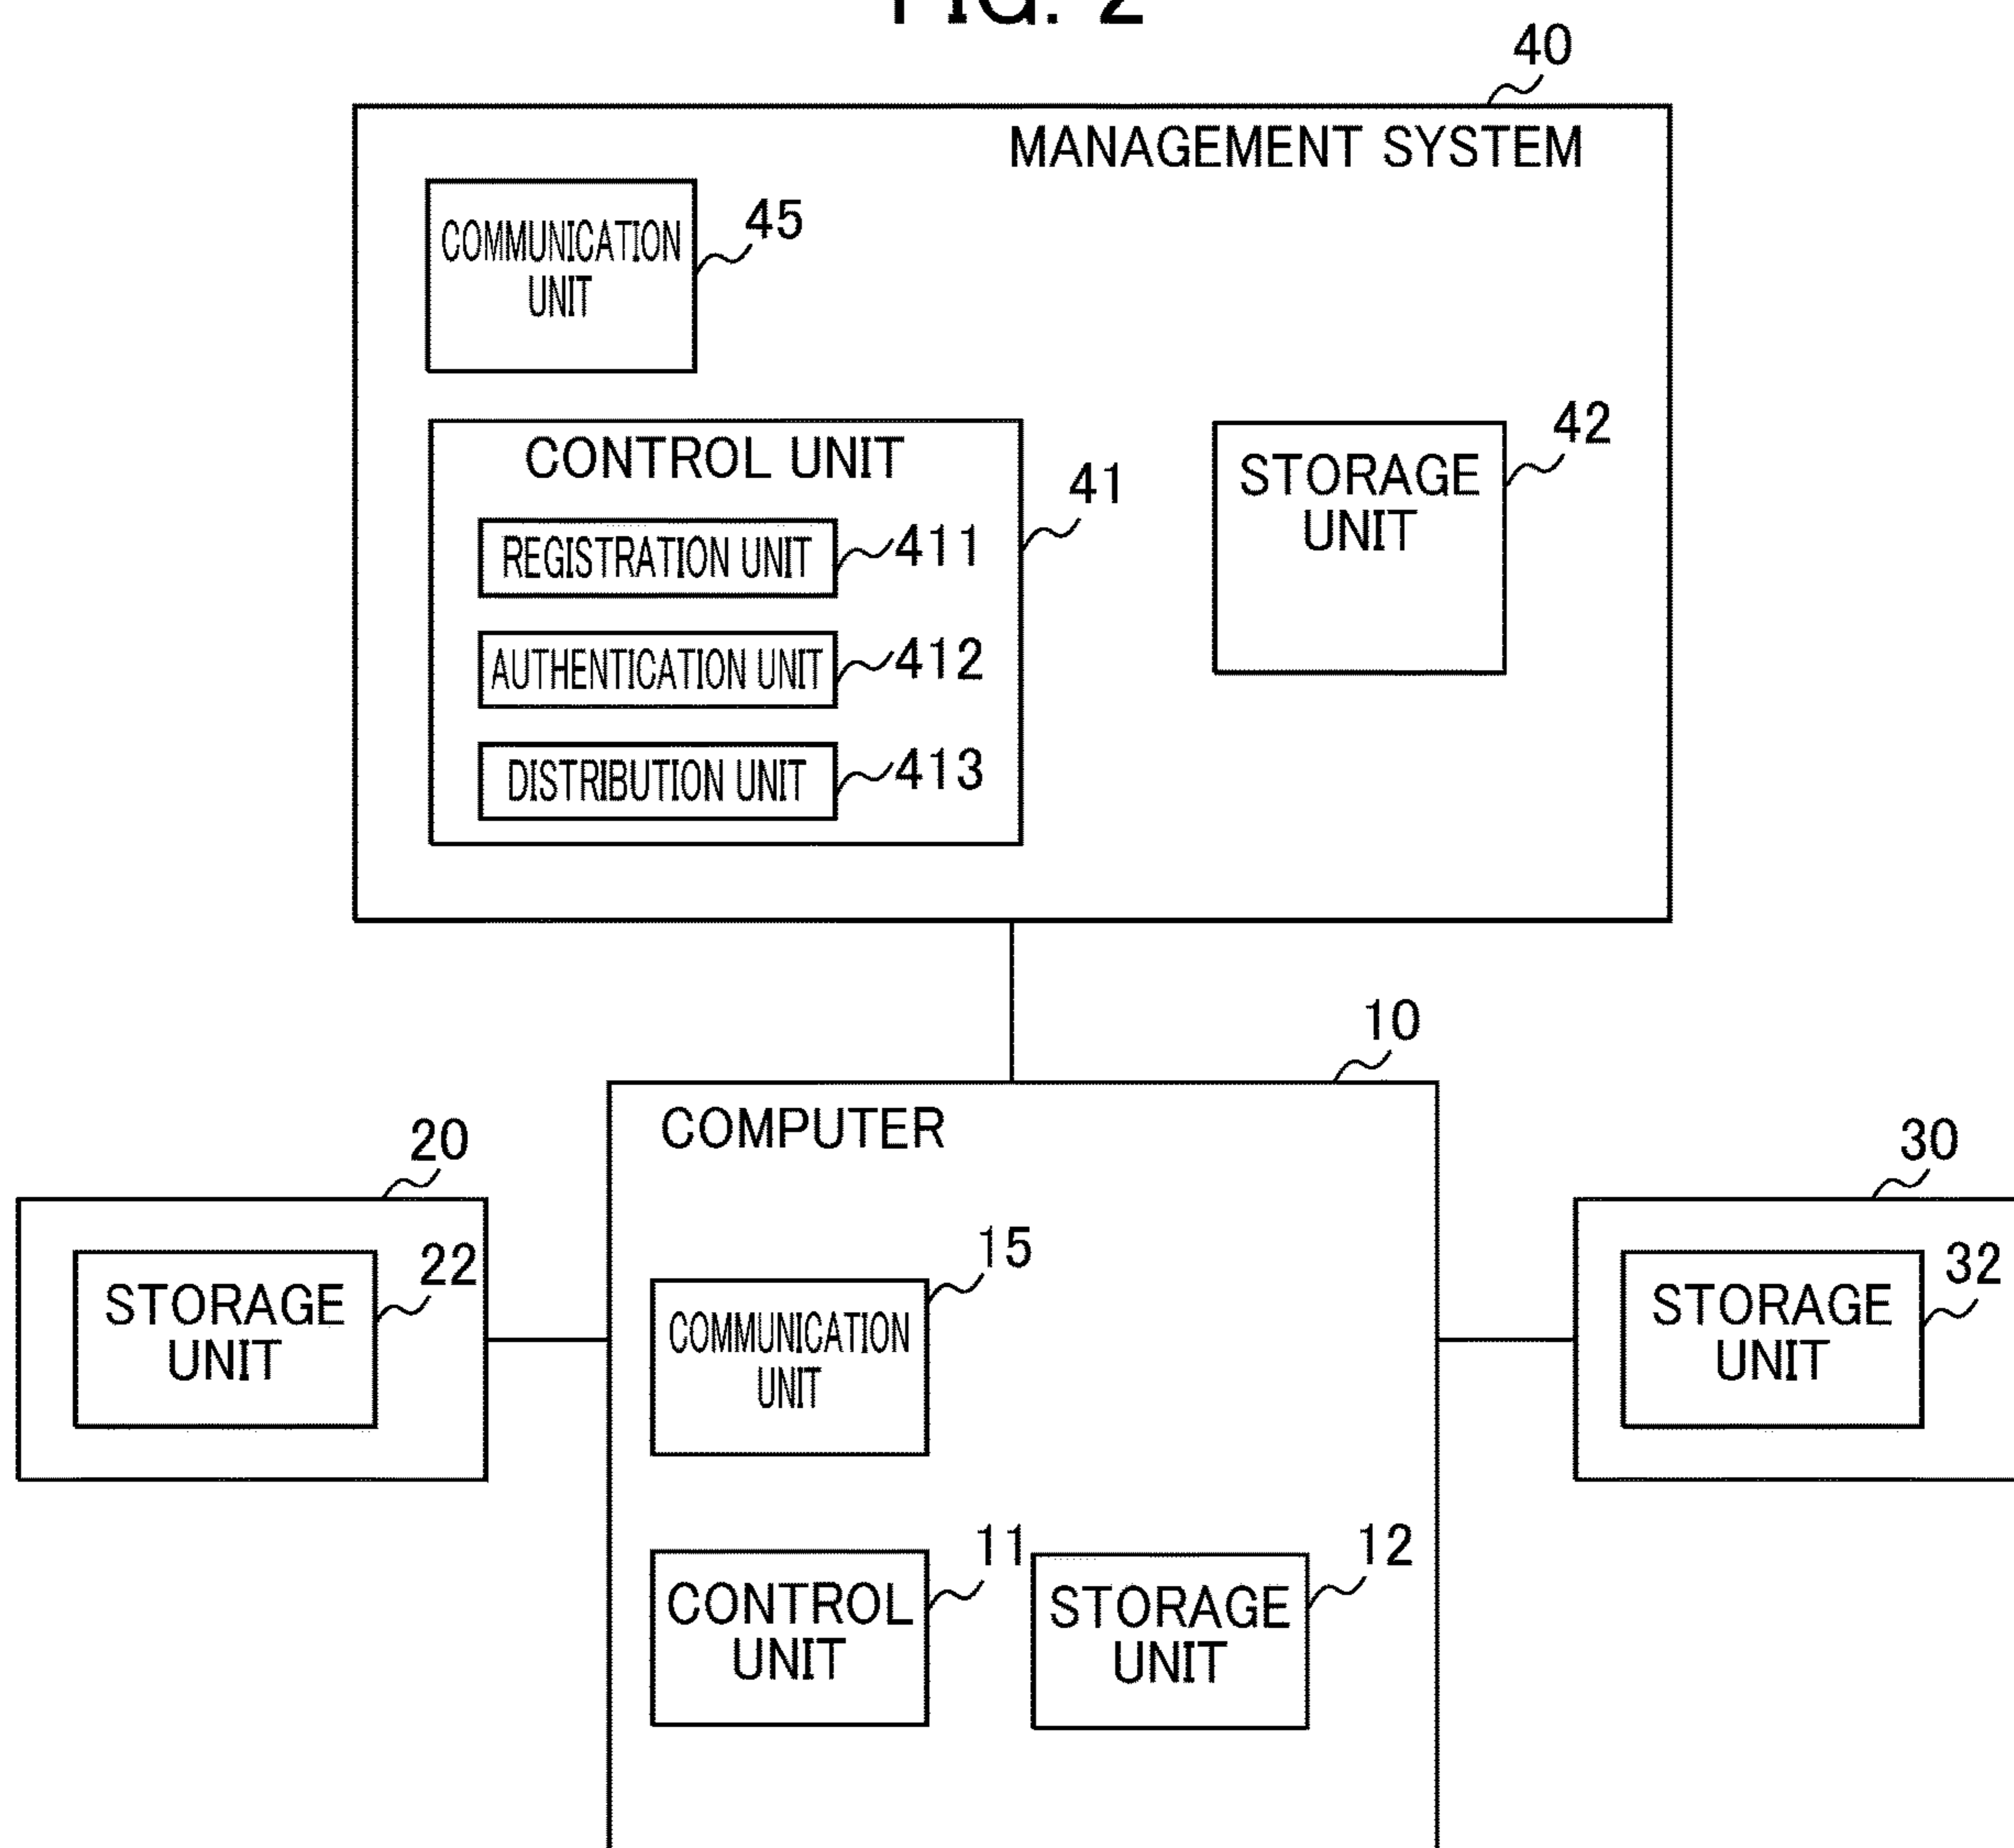 FIG. 2
40
MANAGEMENT SYSTEM
COMMUNICATION
UNIT
45
CONTROL UNIT
41
REGISTRATION UNIT
411
AUTHENTICATION UNIT
412
DISTRIBUTION UNIT
413
STORAGE
UNIT
42
10
COMPUTER
20
STORAGE
UNIT
22
COMMUNICATION
UNIT
15
CONTROL
UNIT
11
STORAGE
UNIT
12
30
STORAGE
UNIT
32